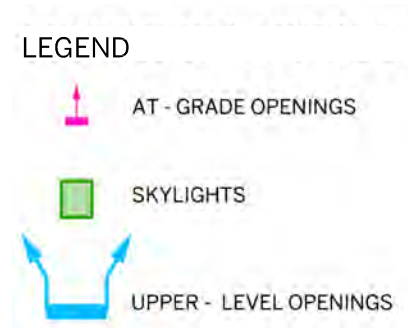 LEGEND
AT - GRADE OPENINGS
SKYLIGHTS
UPPER - LEVEL OPENINGS